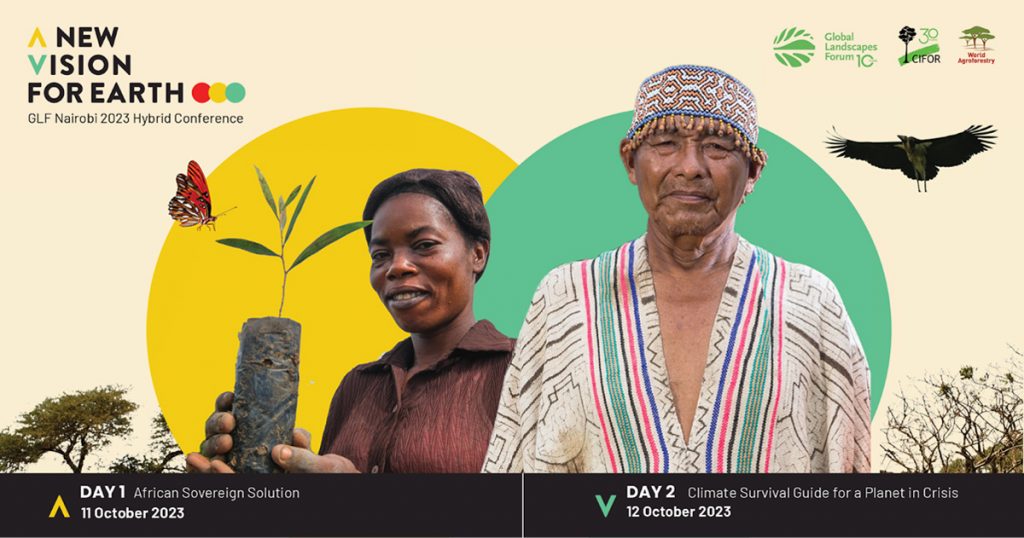 A NEW
VISION
FOR EARTH
GLF Nairobi 2023 Hybrid Conference
Global
Landscapes
Forum 10
30
CIFOR
World
Agroforestry
DAY 1 African Sovereign Solution
11 October 2023
DAY 2 Climate Survival Guide for a Planet in Crisis
12 October 2023